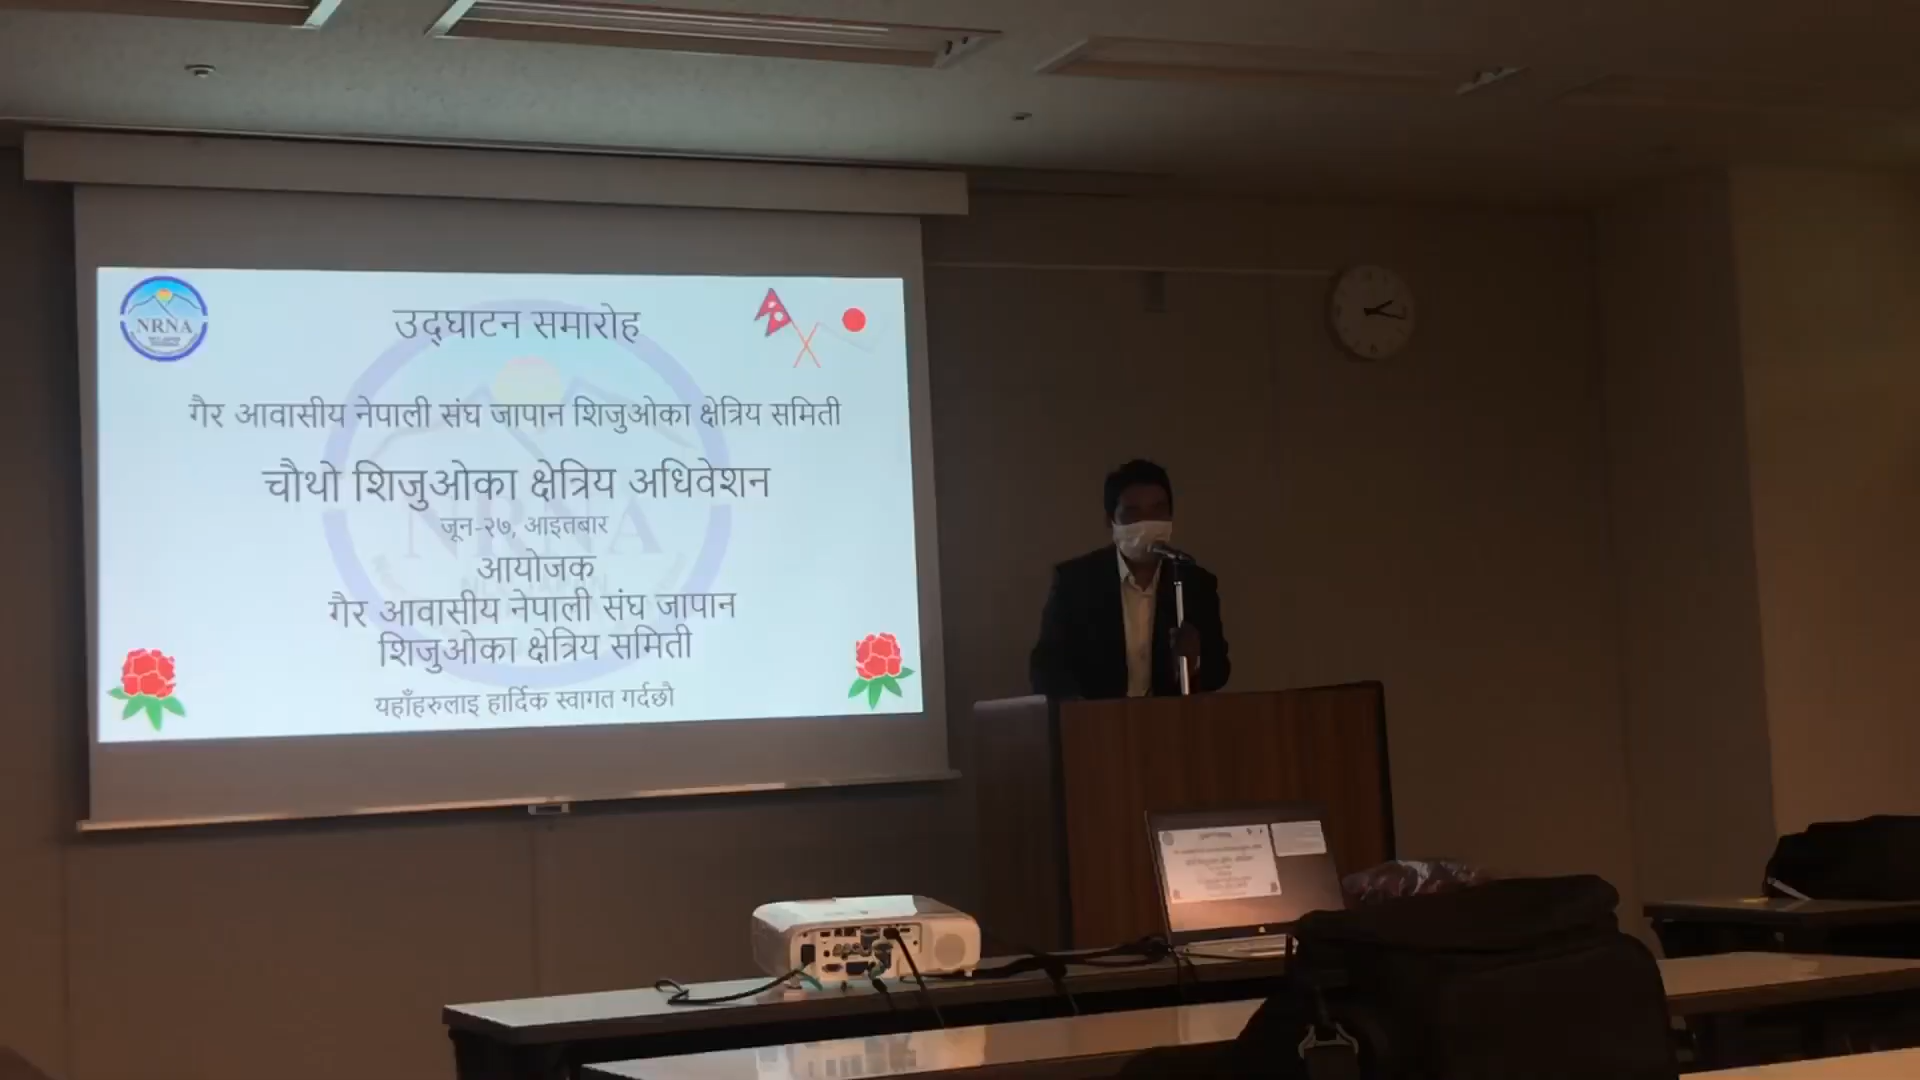 NRNA
उद्घाटन समारोह
गैर आवासीय नेपाली संघ जापान शिजुओका क्षेत्रिय समिती
चौथो शिजुओका क्षेत्रिय अधिवेशन
जून-२७, आइतबार
आयोजक
गैर आवासीय नेपाली संघ जापान
शिजुओका क्षेत्रिय समिती
यहाँहरुलाइ हार्दिक स्वागत गर्दछौ
NRNA